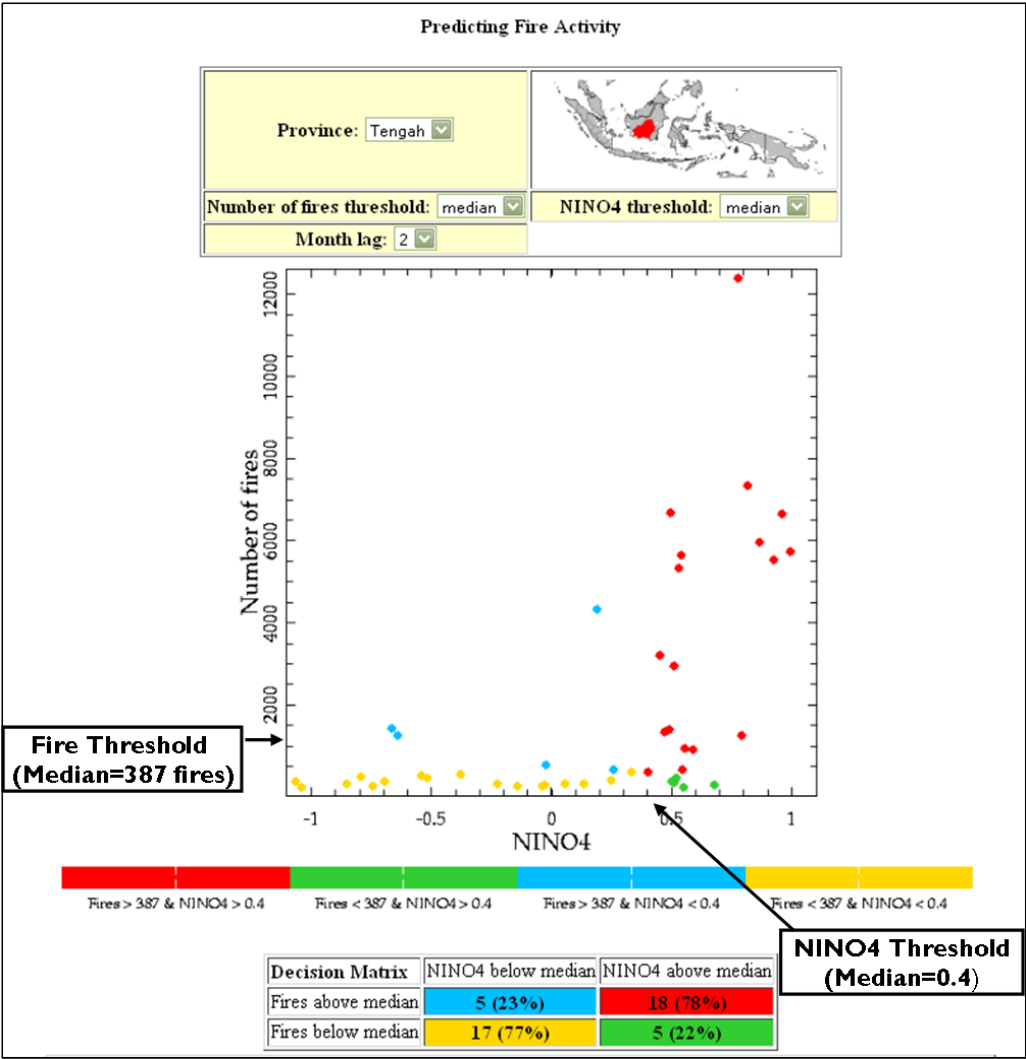 Predicting Fire Activity
Province: Tengah
Number of fires threshold: median
NINO4 threshold: median
Month lag: 2
12000
10000
8000
6000
4000
2000
Number of fires
-1 -0.5 0 0.5 1
NINO4
Fire Threshold
(Median=387 fires)
Fires > 387 & NINO4 > 0.4
Fires < 387 & NINO4 > 0.4
Fires > 387 & NINO4 < 0.4
Fires < 387 & NINO4 < 0.4
NINO4 Threshold
(Median=0.4)
Decision Matrix NINO4 below median NINO4 above median
Fires above median 5 (23%) 18 (78%)
Fires below median 17 (77%) 5 (22%)